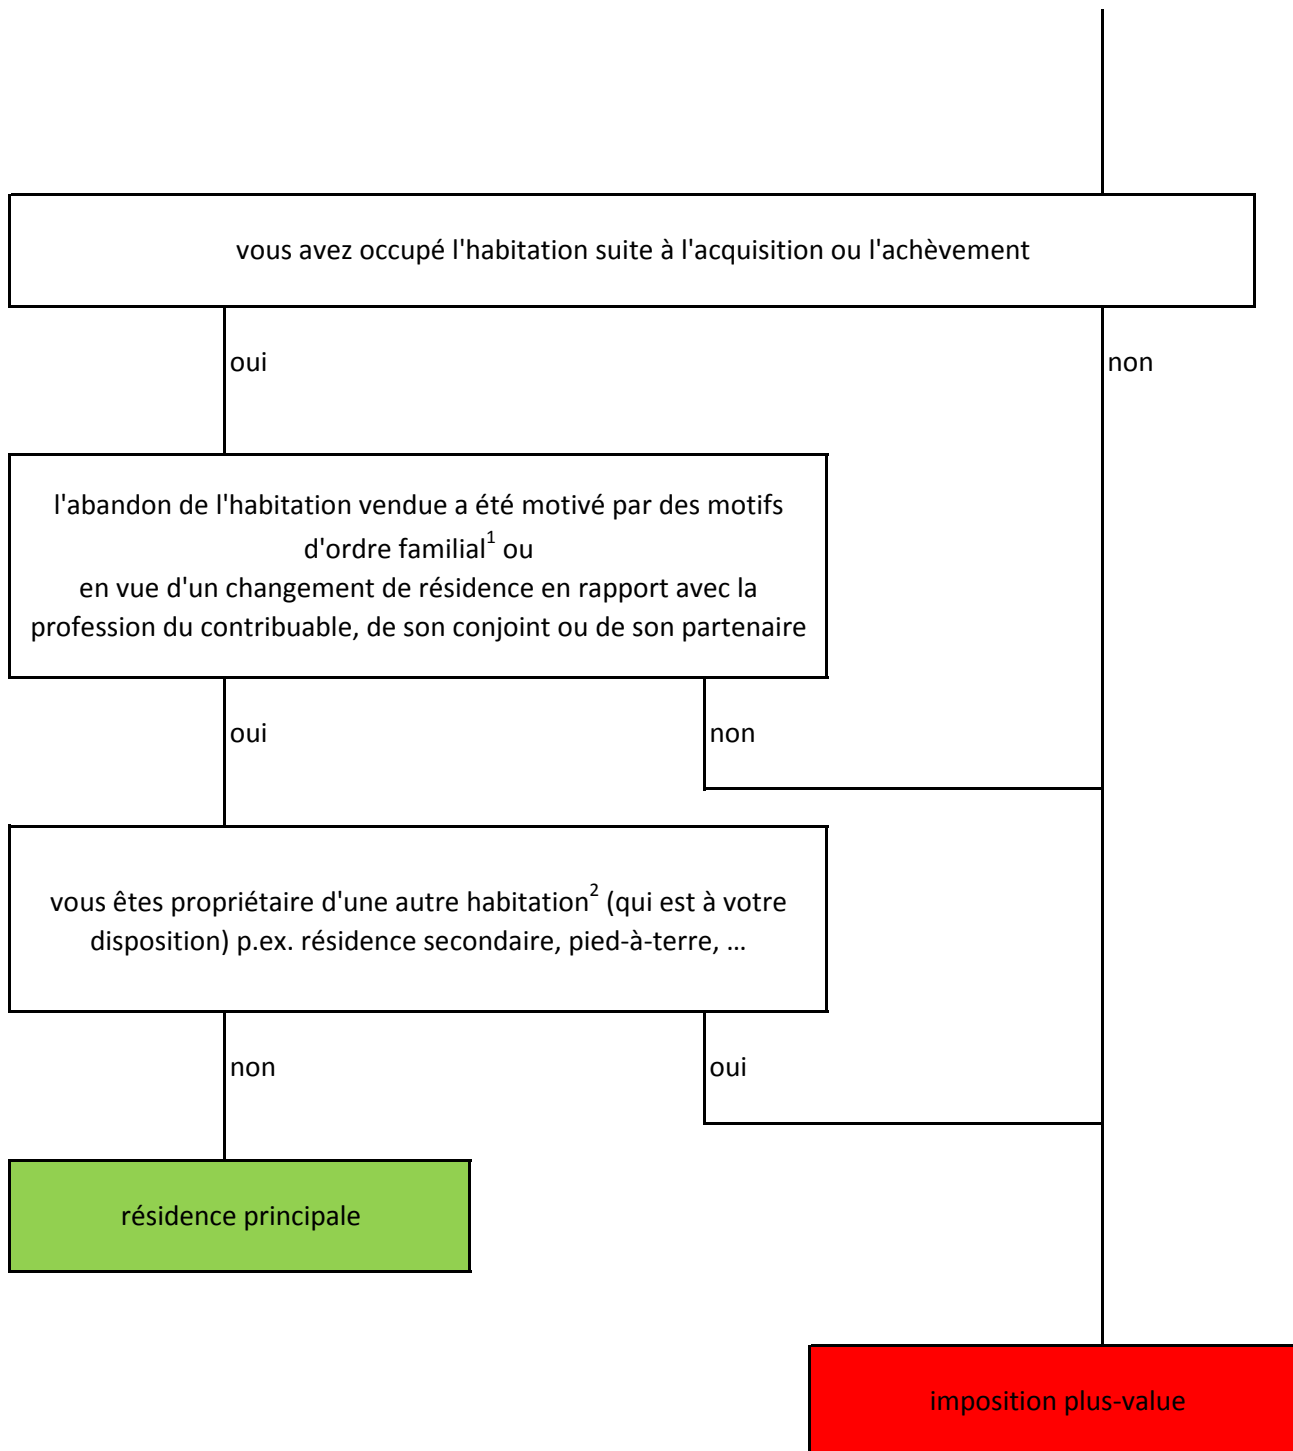 vous avez occupé l'habitation suite à l'acquisition ou l'achèvement
oui
non
l'abandon de l'habitation vendue a été motivé par des motifs
d'ordre familial¹ ou
en vue d'un changement de résidence en rapport avec la
profession du contribuable, de son conjoint ou de son partenaire
oui
non
vous êtes propriétaire d'une autre habitation² (qui est à votre
disposition) p.ex. résidence secondaire, pied-à-terre, …
non
oui
résidence principale
imposition plus-value